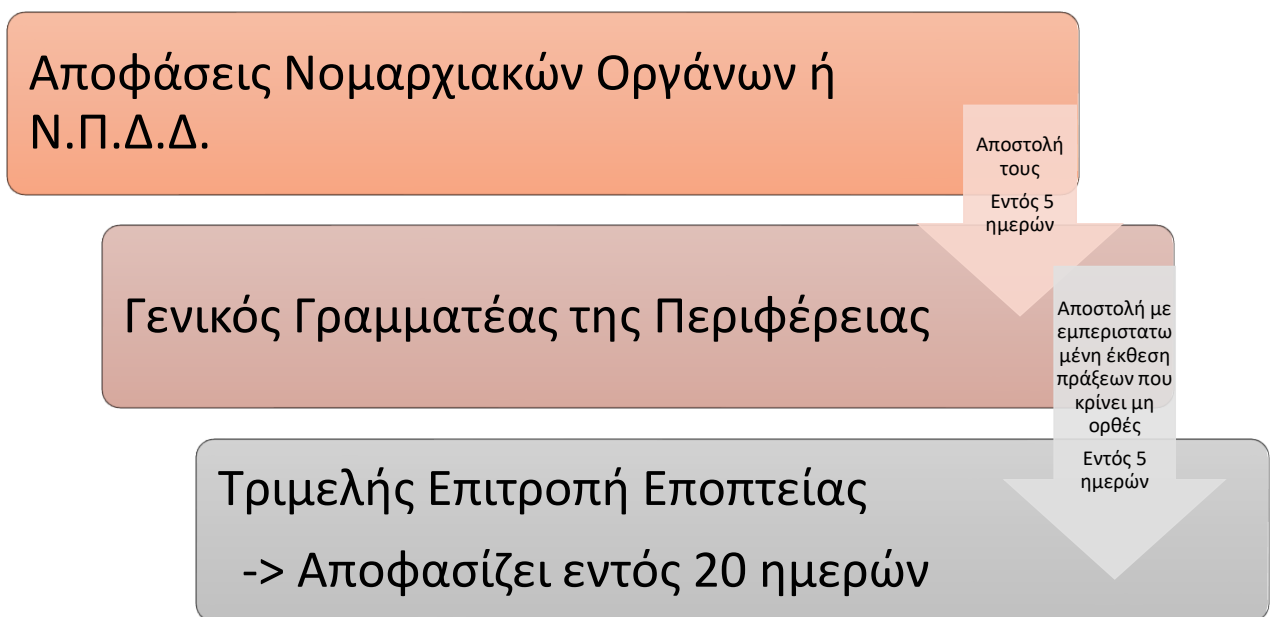 Αποφάσεις Νομαρχιακών Οργάνων ή
Ν.Π.Δ.Δ.
Αποστολή
τους
Εντός 5
ημερών
Γενικός Γραμματέας της Περιφέρειας
Αποστολή με
εμπεριστατω
μένη έκθεση
πράξεων που
κρίνει μη
ορθές
Εντός 5
ημερών
Τριμελής Επιτροπή Εποπτείας
-> Αποφασίζει εντός 20 ημερών